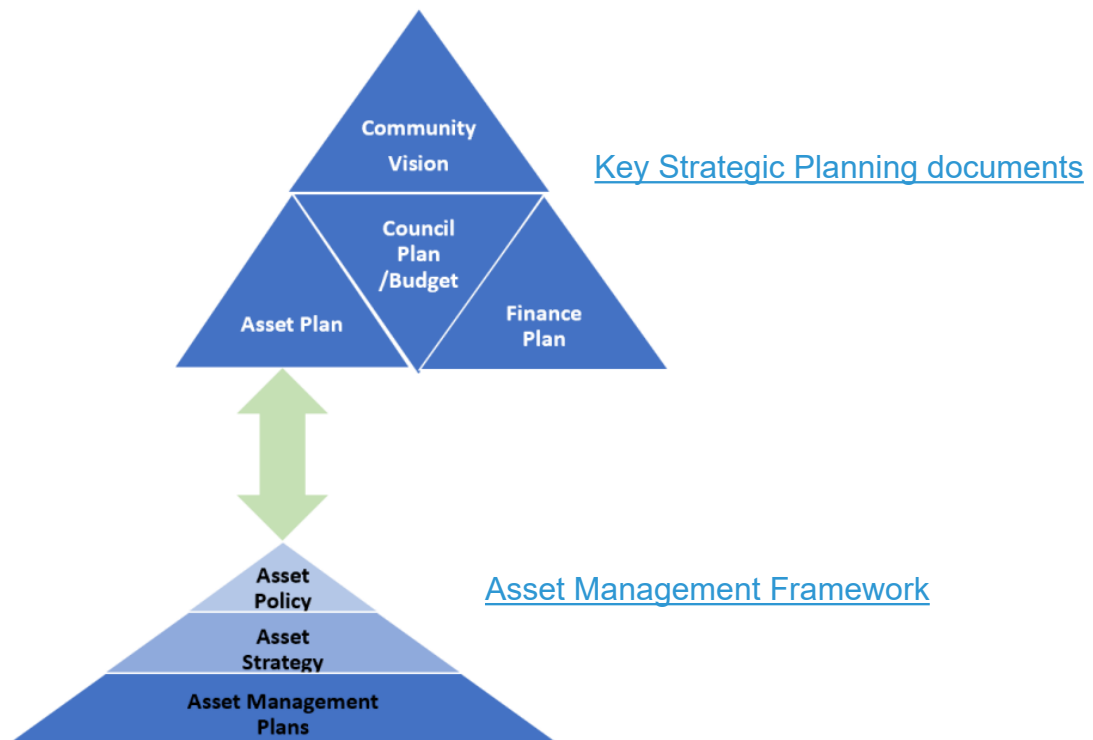 Community
Vision
Key Strategic Planning documents
Council
Plan
/Budget
Asset Plan
Finance
Plan
Asset
Policy
Asset Management Framework
Asset
Strategy
Asset Management
Plans